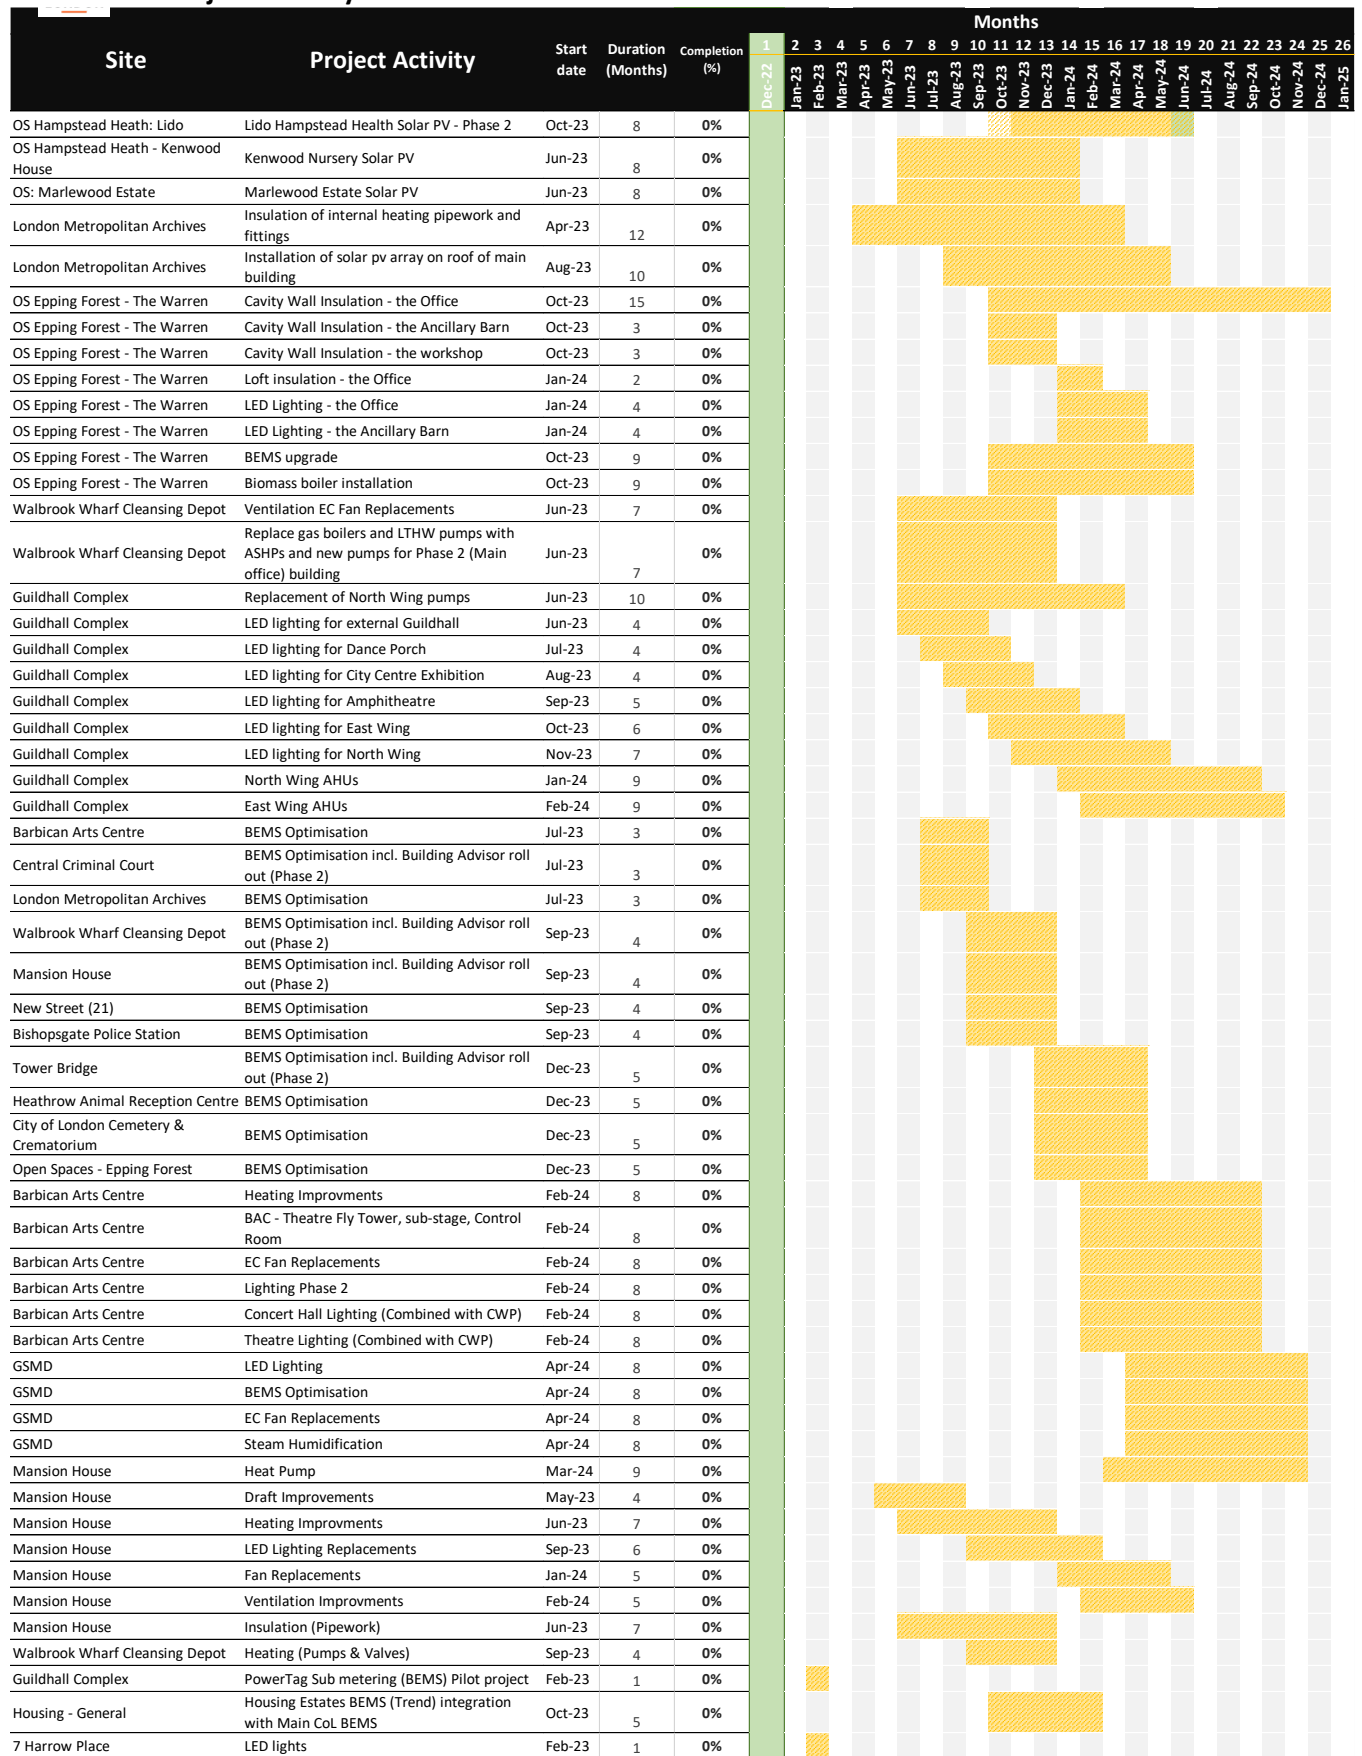 Months
Site Project Activity Start date Duration (Months) Completion (%) 1 2 3 4 5 6 7 8 9 10 11 12 13 14 15 16 17 18 19 20 21 22 23 24 25 26
Dec-22 Jan-23 Feb-23 Mar-23 Apr-23 May-23 Jun-23 Jul-23 Aug-23 Sep-23 Oct-23 Nov-23 Dec-23 Jan-24 Feb-24 Mar-24 Apr-24 May-24 Jun-24 Jul-24 Aug-24 Sep-24 Oct-24 Nov-24 Dec-24 Jan-25
OS Hampstead Heath: Lido Lido Hampstead Health Solar PV - Phase 2 Oct-23 8 0%
OS Hampstead Heath - Kenwood House Kenwood Nursery Solar PV Jun-23 8 0%
OS: Marlewood Estate Marlewood Estate Solar PV Jun-23 8 0%
London Metropolitan Archives Insulation of internal heating pipework and fittings Apr-23 12 0%
London Metropolitan Archives Installation of solar pv array on roof of main building Aug-23 10 0%
OS Epping Forest - The Warren Cavity Wall Insulation - the Office Oct-23 15 0%
OS Epping Forest - The Warren Cavity Wall Insulation - the Ancillary Barn Oct-23 3 0%
OS Epping Forest - The Warren Cavity Wall Insulation - the workshop Oct-23 3 0%
OS Epping Forest - The Warren Loft insulation - the Office Jan-24 2 0%
OS Epping Forest - The Warren LED Lighting - the Office Jan-24 4 0%
OS Epping Forest - The Warren LED Lighting - the Ancillary Barn Jan-24 4 0%
OS Epping Forest - The Warren BEMS upgrade Oct-23 9 0%
OS Epping Forest - The Warren Biomass boiler installation Oct-23 9 0%
Walbrook Wharf Cleansing Depot Ventilation EC Fan Replacements Jun-23 7 0%
Walbrook Wharf Cleansing Depot Replace gas boilers and LTHW pumps with ASHPs and new pumps for Phase 2 (Main office) building Jun-23 7 0%
Guildhall Complex Replacement of North Wing pumps Jun-23 10 0%
Guildhall Complex LED lighting for external Guildhall Jun-23 4 0%
Guildhall Complex LED lighting for Dance Porch Jul-23 4 0%
Guildhall Complex LED lighting for City Centre Exhibition Aug-23 4 0%
Guildhall Complex LED lighting for Amphitheatre Sep-23 5 0%
Guildhall Complex LED lighting for East Wing Oct-23 6 0%
Guildhall Complex LED lighting for North Wing Nov-23 7 0%
Guildhall Complex North Wing AHUs Jan-24 9 0%
Guildhall Complex East Wing AHUs Feb-24 9 0%
Barbican Arts Centre BEMS Optimisation Jul-23 3 0%
Central Criminal Court BEMS Optimisation incl. Building Advisor roll out (Phase 2) Jul-23 3 0%
London Metropolitan Archives BEMS Optimisation Jul-23 3 0%
Walbrook Wharf Cleansing Depot BEMS Optimisation incl. Building Advisor roll out (Phase 2) Sep-23 4 0%
Mansion House BEMS Optimisation incl. Building Advisor roll out (Phase 2) Sep-23 4 0%
New Street (21) BEMS Optimisation Sep-23 4 0%
Bishopsgate Police Station BEMS Optimisation Sep-23 4 0%
Tower Bridge BEMS Optimisation incl. Building Advisor roll out (Phase 2) Dec-23 5 0%
Heathrow Animal Reception Centre BEMS Optimisation Dec-23 5 0%
City of London Cemetery & Crematorium BEMS Optimisation Dec-23 5 0%
Open Spaces - Epping Forest BEMS Optimisation Dec-23 5 0%
Barbican Arts Centre Heating Improvments Feb-24 8 0%
Barbican Arts Centre BAC - Theatre Fly Tower, sub-stage, Control Room Feb-24 8 0%
Barbican Arts Centre EC Fan Replacements Feb-24 8 0%
Barbican Arts Centre Lighting Phase 2 Feb-24 8 0%
Barbican Arts Centre Concert Hall Lighting (Combined with CWP) Feb-24 8 0%
Barbican Arts Centre Theatre Lighting (Combined with CWP) Feb-24 8 0%
GSMD LED Lighting Apr-24 8 0%
GSMD BEMS Optimisation Apr-24 8 0%
GSMD EC Fan Replacements Apr-24 8 0%
GSMD Steam Humidification Apr-24 8 0%
Mansion House Heat Pump Mar-24 9 0%
Mansion House Draft Improvements May-23 4 0%
Mansion House Heating Improvments Jun-23 7 0%
Mansion House LED Lighting Replacements Sep-23 6 0%
Mansion House Fan Replacements Jan-24 5 0%
Mansion House Ventilation Improvments Feb-24 5 0%
Mansion House Insulation (Pipework) Jun-23 7 0%
Walbrook Wharf Cleansing Depot Heating (Pumps & Valves) Sep-23 4 0%
Guildhall Complex PowerTag Sub metering (BEMS) Pilot project Feb-23 1 0%
Housing - General Housing Estates BEMS (Trend) integration with Main CoL BEMS Oct-23 5 0%
7 Harrow Place LED lights Feb-23 1 0%